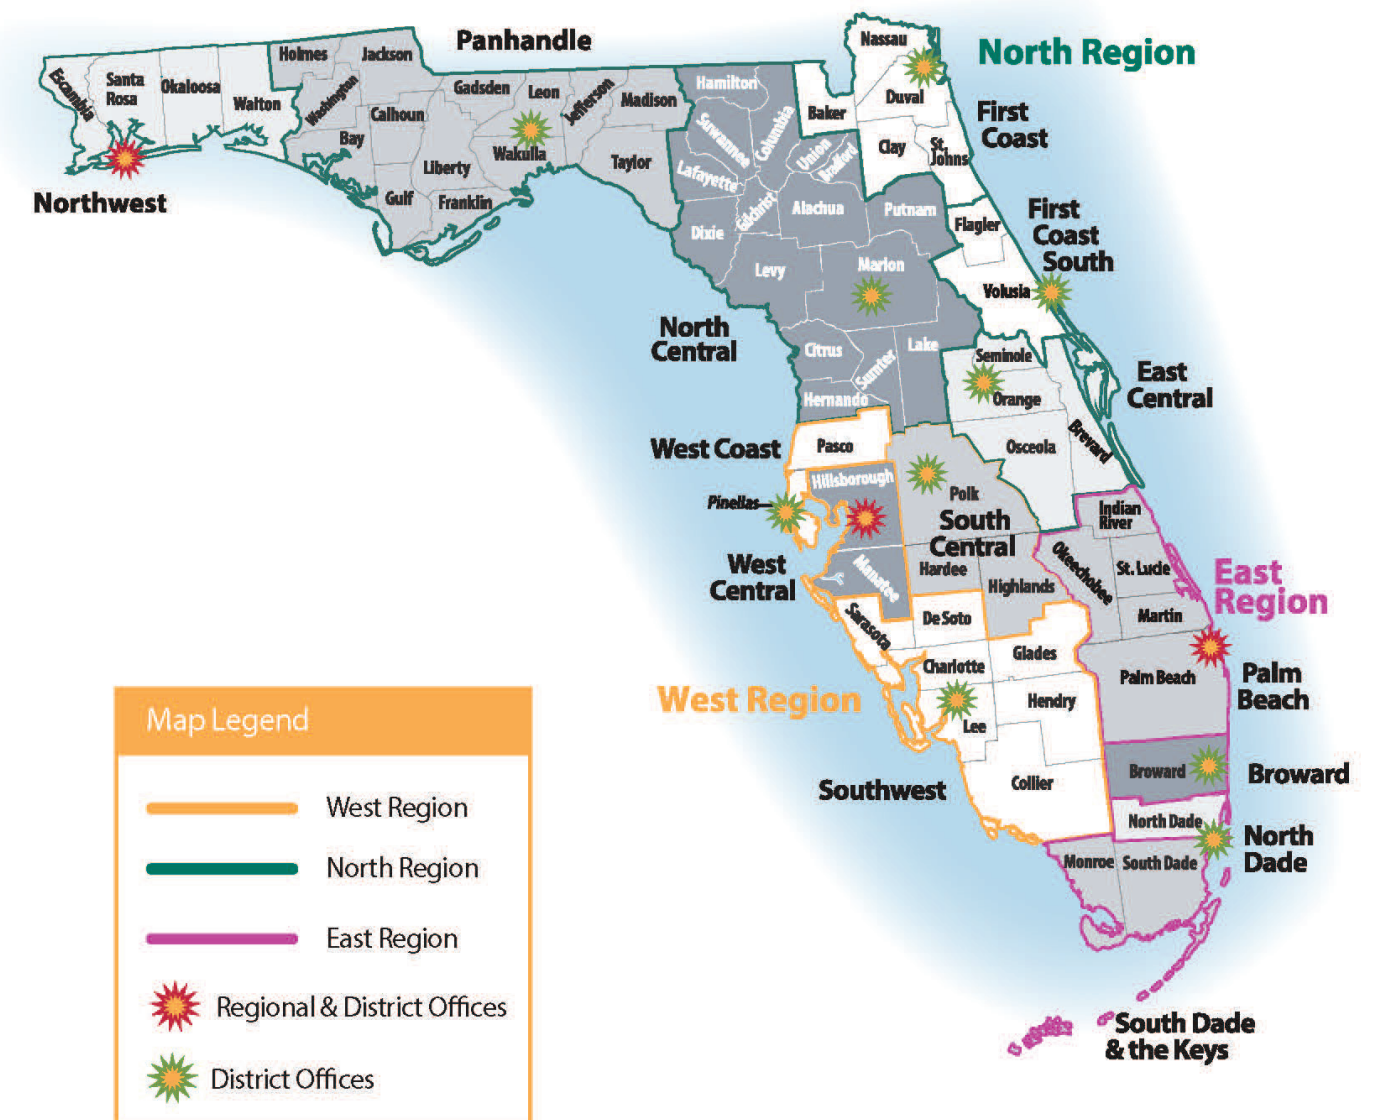 Panhandle
North Region
First
Coast
First
Coast
South
Northwest
North
Central
East
Central
West Coast
West
Central
South
Central
West Region
East
Region
Palm
Beach
Southwest
Broward
North
Dade
South Dade
& the Keys
Escambia
Santa
Rosa
Okaloosa
Walton
Holmes
Jackson
Washington
Bay
Calhoun
Gulf
Liberty
Franklin
Gadsden
Leon
Wakulla
Jefferson
Madison
Taylor
Hamilton
Suwannee
Columbia
Lafayette
Dixie
Gilchrist
Union
Bradford
Alachua
Putnam
Levy
Marion
Citrus
Sumter
Lake
Hernando
Baker
Nassau
Duval
Clay
St.
Johns
Flagler
Volusia
Seminole
Orange
Osceola
Brevard
Pasco
Pinellas
Hillsborough
Polk
Manatee
Hardee
Highlands
Sarasota
De Soto
Charlotte
Glades
Lee
Hendry
Collier
Indian
River
Okeechobee
St. Lucie
Martin
Palm Beach
Broward
North Dade
Monroe
South Dade
Map Legend
West Region
North Region
East Region
Regional & District Offices
District Offices